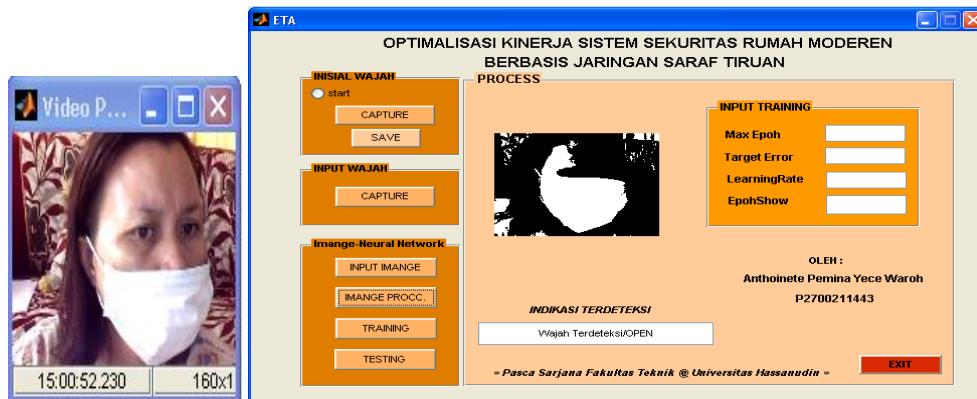 Video P...
15:00:52.230
160x1
ETA
OPTIMALISASI KINERJA SISTEM SEKURITAS RUMAH MODEREN
BERBASIS JARINGAN SARAF TIRUAN
INISIAL WAJAH
start
CAPTURE
SAVE
INPUT WAJAH
CAPTURE
Imange-Neural Network
INPUT IMANGE
IMANGE PROCC.
TRAINING
TESTING
PROCESS
INPUT TRAINING
Max Epoh
Target Error
LearningRate
EpohShow
OLEH :
Anthoinete Pemina Yece Waroh
P2700211443
INDIKASI TERDETEKSI
Wajah Terdeteksi/OPEN
EXIT
= Pasca Sarjana Fakultas Teknik @ Universitas Hassanudin =